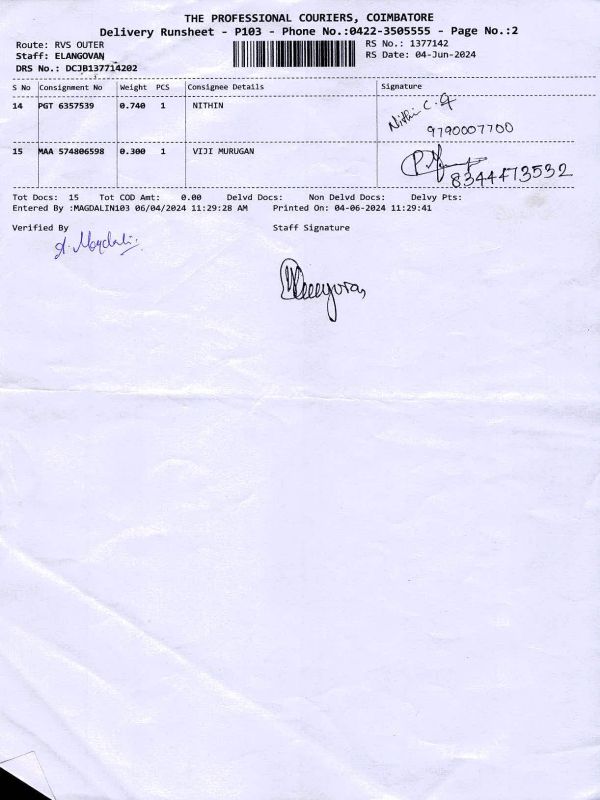 THE PROFESSIONAL COURIERS, COIMBATORE
Delivery Runsheet - P103 - Phone No.:0422-3505555 - Page No.:2
Route: RVS OUTER RS No.: 1377142
Staff: ELANGOVAN RS Date: 04-Jun-2024
DRS No.: DCJB137714202
S No Consignment No Weight PCS Consignee Details Signature
14 PGT 6357539 0.740 1 NITHIN Nithin C. G
9790007700
15 MAA 574806598 0.300 1 VIJI MURUGAN
8344473532
Tot Docs: 15 Tot COD Amt: 0.00 Delvd Docs: Non Delvd Docs: Delvy Pts:
Entered By :MAGDALIN103 06/04/2024 11:29:28 AM Printed On: 04-06-2024 11:29:41
Verified By Staff Signature
A. Magdalin